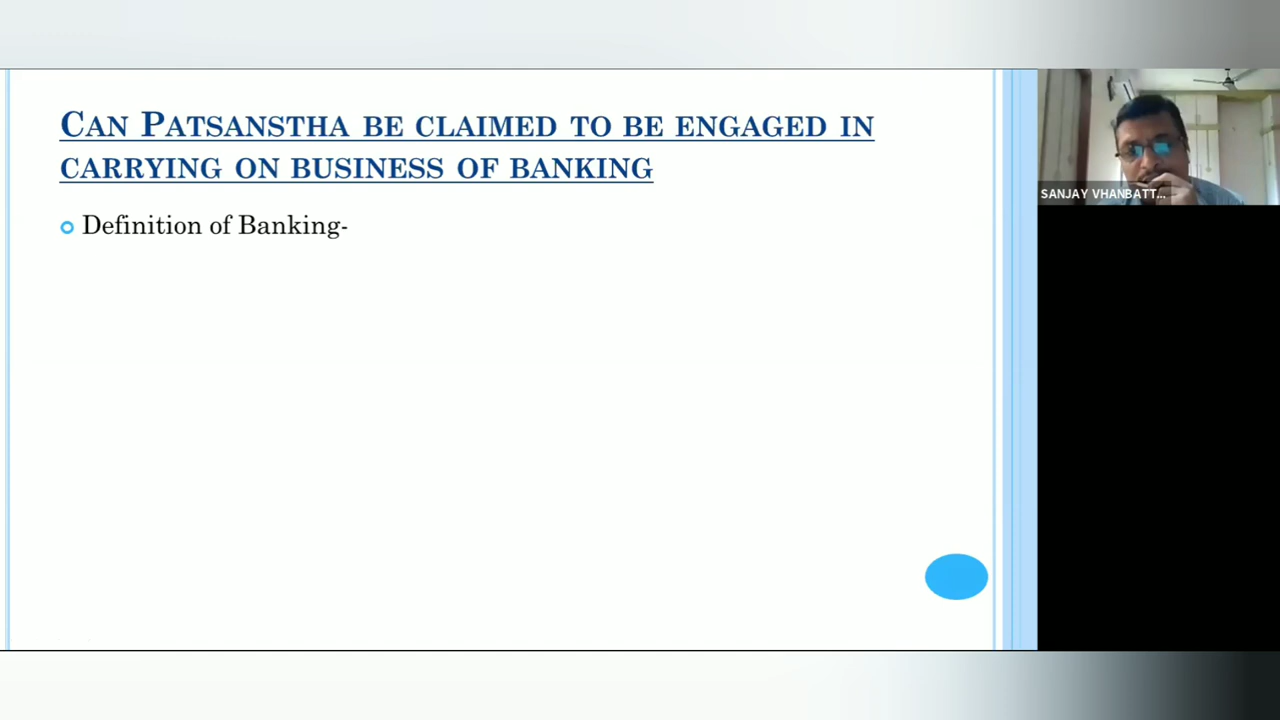 CAN PATSANSTHA BE CLAIMED TO BE ENGAGED IN
CARRYING ON BUSINESS OF BANKING
Definition of Banking-
SANJAY VHANBATT...